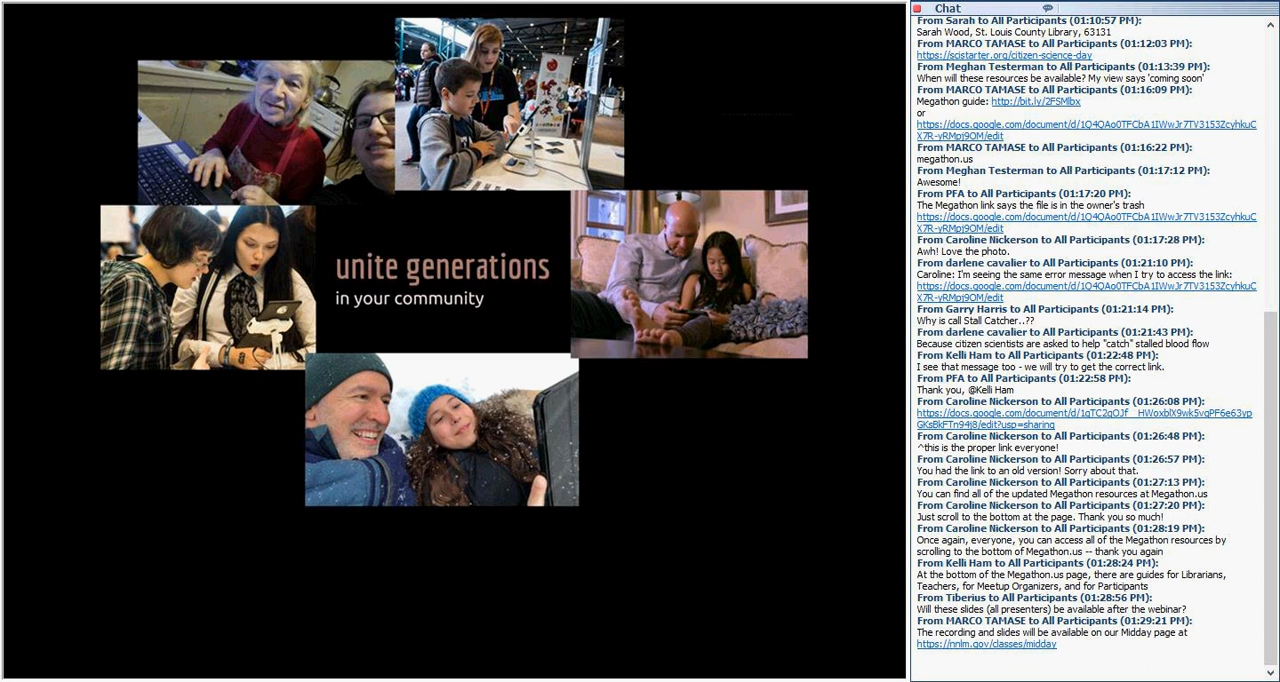 unite generations
in your community
Chat
From Sarah to All Participants (01:10:57 PM):
Sarah Wood, St. Louis County Library, 63131
From MARCO TAMASE to All Participants (01:12:03 PM):
https://scistarter.org/citizen-science-day
From Meghan Testerman to All Participants (01:13:39 PM):
When will these resources be available? My view says 'coming soon'
From MARCO TAMASE to All Participants (01:16:09 PM):
Megathon guide: http://bit.ly/2FSMlbx
or
https://docs.google.com/document/d/1Q4QAo0TFCbA1IWwJr7TV3153ZcyhkuC
X7R-yRMpj9OM/edit
From MARCO TAMASE to All Participants (01:16:22 PM):
megathon.us
From Meghan Testerman to All Participants (01:17:12 PM):
Awesome!
From PFA to All Participants (01:17:20 PM):
The Megathon link says the file is in the owner's trash
https://docs.google.com/document/d/1Q4QAo0TFCbA1IWwJr7TV3153ZcyhkuC
X7R-yRMpj9OM/edit
From Caroline Nickerson to All Participants (01:17:28 PM):
Awh! Love the photo.
From darlene cavalier to All Participants (01:21:10 PM):
Caroline: I'm seeing the same error message when I try to access the link:
https://docs.google.com/document/d/1Q4QAo0TFCbA1IWwJr7TV3153ZcyhkuC
X7R-yRMpj9OM/edit
From Garry Harris to All Participants (01:21:14 PM):
Why is call Stall Catcher..??
From darlene cavalier to All Participants (01:21:43 PM):
Because citizen scientists are asked to help "catch" stalled blood flow
From Kelli Ham to All Participants (01:22:48 PM):
I see that message too - we will try to get the correct link.
From PFA to All Participants (01:22:58 PM):
Thank you, @Kelli Ham
From Caroline Nickerson to All Participants (01:26:08 PM):
https://docs.google.com/document/d/1qTC2qOJf__HWoxblX9wk5vqPF6e63yp
GKsBkFTn94j8/edit?usp=sharing
From Caroline Nickerson to All Participants (01:26:48 PM):
^this is the proper link everyone!
From Caroline Nickerson to All Participants (01:26:57 PM):
You had the link to an old version! Sorry about that.
From Caroline Nickerson to All Participants (01:27:13 PM):
You can find all of the updated Megathon resources at Megathon.us
From Caroline Nickerson to All Participants (01:27:20 PM):
Just scroll to the bottom at the page. Thank you so much!
From Caroline Nickerson to All Participants (01:28:19 PM):
Once again, everyone, you can access all of the Megathon resources by
scrolling to the bottom of Megathon.us -- thank you again
From Kelli Ham to All Participants (01:28:24 PM):
At the bottom of the Megathon.us page, there are guides for Librarians,
Teachers, for Meetup Organizers, and for Participants
From Tiberius to All Participants (01:28:56 PM):
Will these slides (all presenters) be available after the webinar?
From MARCO TAMASE to All Participants (01:29:21 PM):
The recording and slides will be available on our Midday page at
https://nnlm.gov/classes/midday